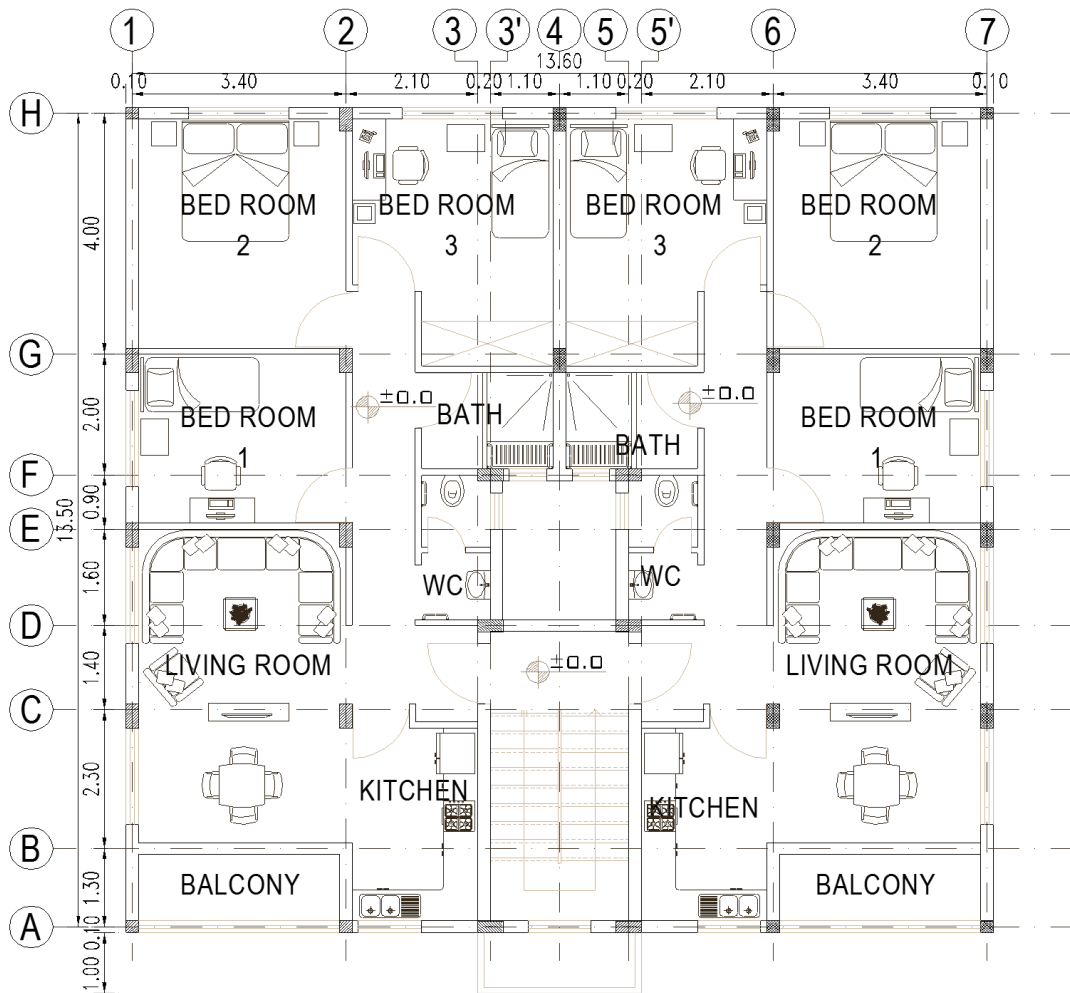 1 2 3 3' 4 5 5' 6 7
13.60
0.10 3.40 2.10 0.20 1.10 1.10 0.20 2.10 3.40 0.10
H
4.00
BED ROOM 2
BED ROOM 3
BED ROOM 3
BED ROOM 2
G
2.00
±0.0
±0.0
BED ROOM 1
BATH
BATH
BED ROOM 1
F
0.90
13.50
E
1.60
WC
WC
D
1.40
LIVING ROOM
±0.0
LIVING ROOM
C
2.30
KITCHEN
KITCHEN
B
1.30
BALCONY
BALCONY
A
0.10
1.00